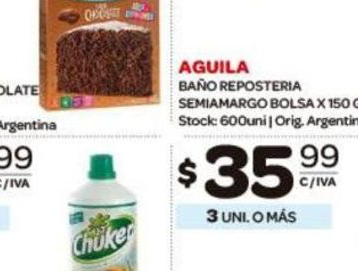 CHOCOLATE
OLATE
Argentina
99
C/IVA
AGUILA
BAÑO REPOSTERIA
SEMIAMARGO BOLSA X 150 G
Stock: 600uni | Orig. Argentin
$35 99
C/IVA
3 UNI. O MÁS
Chuker